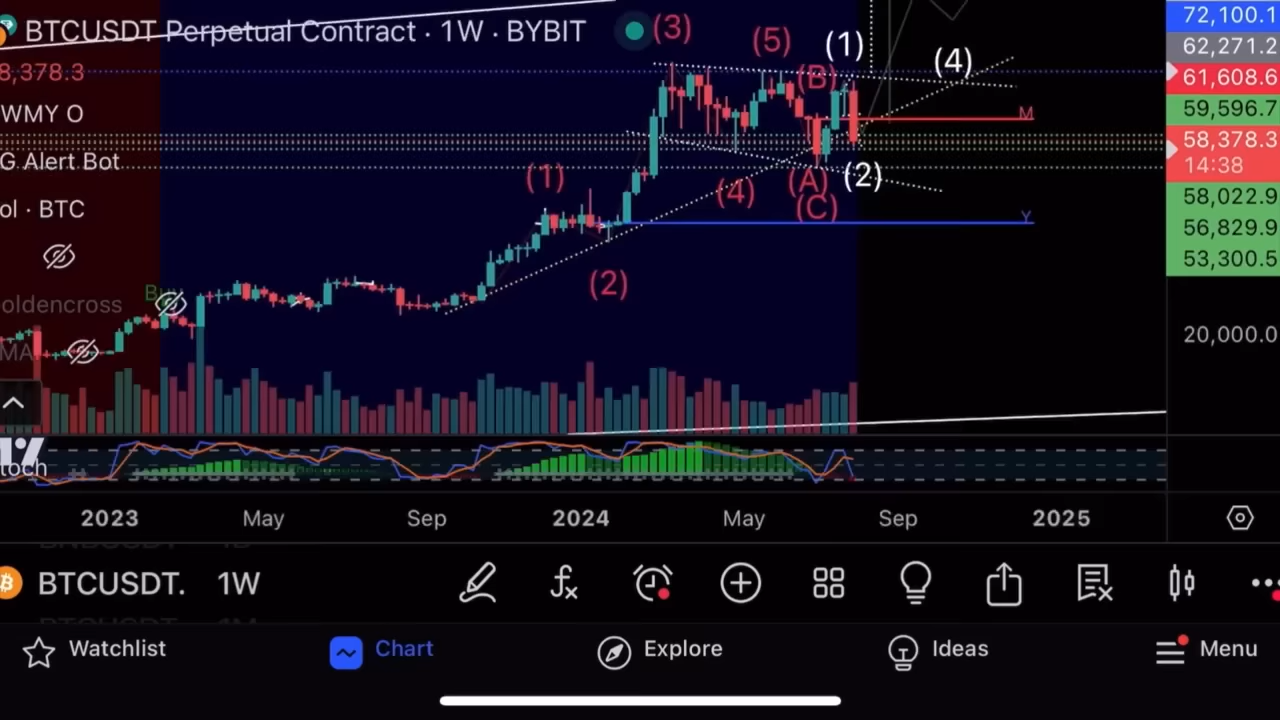 BTCUSDT Perpetual Contract · 1W · BYBIT
8,378.3
WMY O
G Alert Bot
ol · BTC
oldencross
MA
toch
(3)
(5)
(1)
(B)
(4)
M
(1)
(4)
(A)
(2)
(C)
Y
(2)
72,100.1
62,271.2
61,608.6
59,596.7
58,378.3
14:38
58,022.9
56,829.9
53,300.5
20,000.0
2023 May Sep 2024 May Sep 2025
BTCUSDT. 1W
Watchlist Chart Explore Ideas Menu